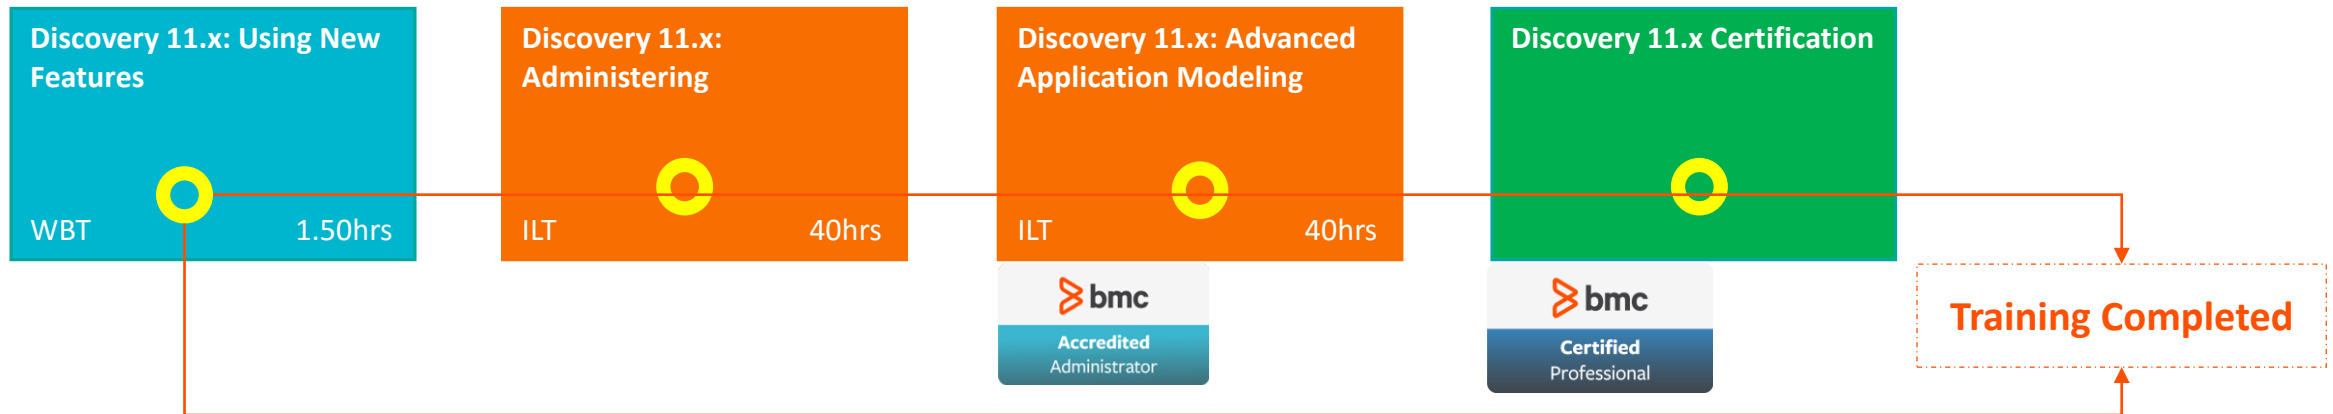 Discovery 11.x: Using New
Features
WBT
1.50hrs
Discovery 11.x:
Administering
ILT
40hrs
Discovery 11.x: Advanced
Application Modeling
ILT
40hrs
bmc
Accredited
Administrator
Discovery 11.x Certification
bmc
Certified
Professional
Training Completed